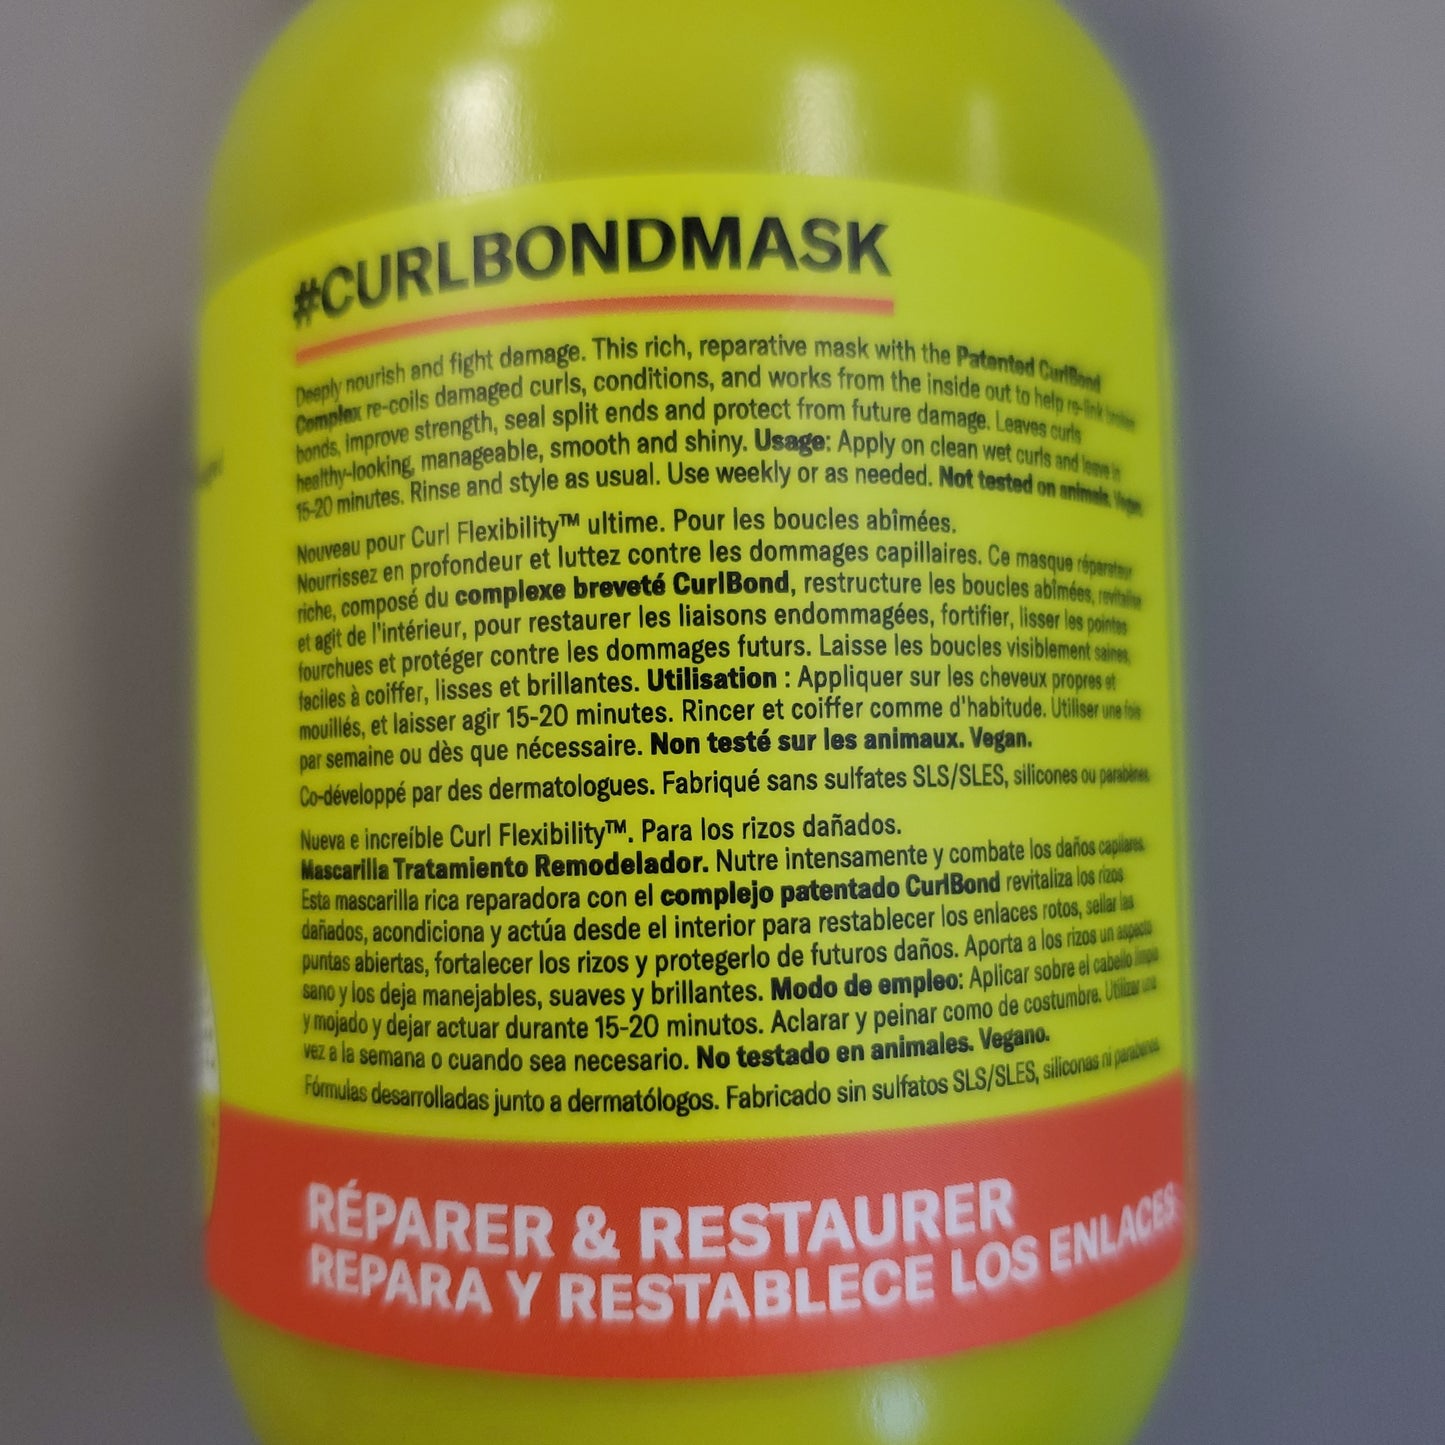 #CURLBONDMASK
Deeply nourish and fight damage. This rich, reparative mask with the Patented CurlBond
Complex re-coils damaged curls, conditions, and works from the inside out to help re-link broken
bonds, improve strength, seal split ends and protect from future damage. Leaves curls
healthy-looking, manageable, smooth and shiny. Usage: Apply on clean wet curls and leave in
15-20 minutes. Rinse and style as usual. Use weekly or as needed. Not tested on animals. Vegan.
Nouveau pour Curl Flexibility™ ultime. Pour les boucles abîmées.
Nourrissez en profondeur et luttez contre les dommages capillaires. Ce masque réparateur
riche, composé du complexe breveté CurlBond, restructure les boucles abîmées, revitalise
et agit de l'intérieur, pour restaurer les liaisons endommagées, fortifier, lisser les pointes
fourchues et protéger contre les dommages futurs. Laisse les boucles visiblement saines,
faciles à coiffer, lisses et brillantes. Utilisation : Appliquer sur les cheveux propres et
mouillés, et laisser agir 15-20 minutes. Rincer et coiffer comme d'habitude. Utiliser une fois
par semaine ou dès que nécessaire. Non testé sur les animaux. Vegan.
Co-développé par des dermatologues. Fabriqué sans sulfates SLS/SLES, silicones ou parabènes.
Nueva e increíble Curl Flexibility™. Para los rizos dañados.
Mascarilla Tratamiento Remodelador. Nutre intensamente y combate los daños capilares.
Esta mascarilla rica reparadora con el complejo patentado CurlBond revitaliza los rizos
dañados, acondiciona y actúa desde el interior para restablecer los enlaces rotos, sellar las
puntas abiertas, fortalecer los rizos y protegerlo de futuros daños. Aporta a los rizos un aspecto
sano y los deja manejables, suaves y brillantes. Modo de empleo: Aplicar sobre el cabello limpio
y mojado y dejar actuar durante 15-20 minutos. Aclarar y peinar como de costumbre. Utilizar una
vez a la semana o cuando sea necesario. No testado en animales. Vegano.
Fórmulas desarrolladas junto a dermatólogos. Fabricado sin sulfatos SLS/SLES, siliconas ni parabenos
RÉPARER & RESTAURER
REPARA Y RESTABLECE LOS ENLACES